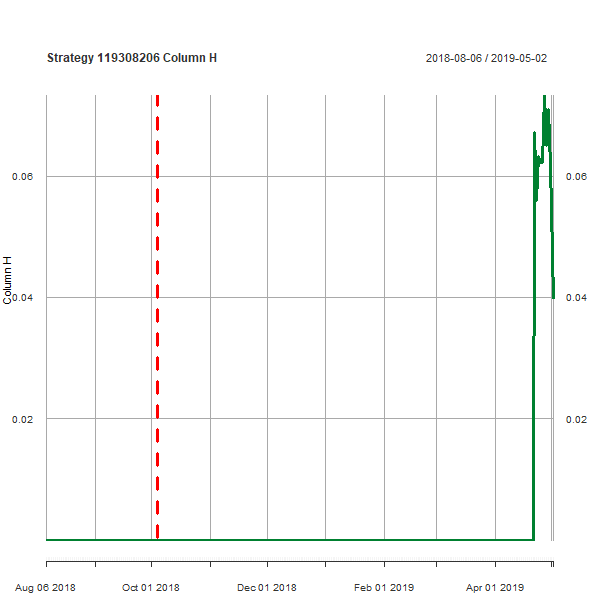 Strategy 119308206 Column H
2018-08-06 / 2019-05-02
0.06
0.06
Column H
0.04
0.04
0.02
0.02
Aug 06 2018
Oct 01 2018
Dec 01 2018
Feb 01 2019
Apr 01 2019